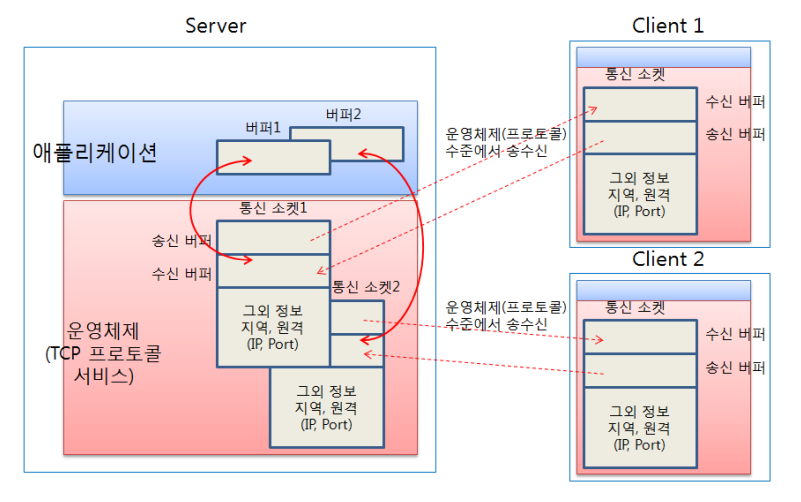 Server
Client 1
통신 소켓
수신 버퍼
송신 버퍼
그외 정보
지역, 원격
(IP, Port)
버퍼2
버퍼1
애플리케이션
운영체제(프로토콜)
수준에서 송수신
통신 소켓1
송신 버퍼
수신 버퍼
통신 소켓2
그외 정보
지역, 원격
(IP, Port)
운영체제
(TCP 프로토콜
서비스)
그외 정보
지역, 원격
(IP, Port)
Client 2
운영체제(프로토콜)
수준에서 송수신
통신 소켓
수신 버퍼
송신 버퍼
그외 정보
지역, 원격
(IP, Port)